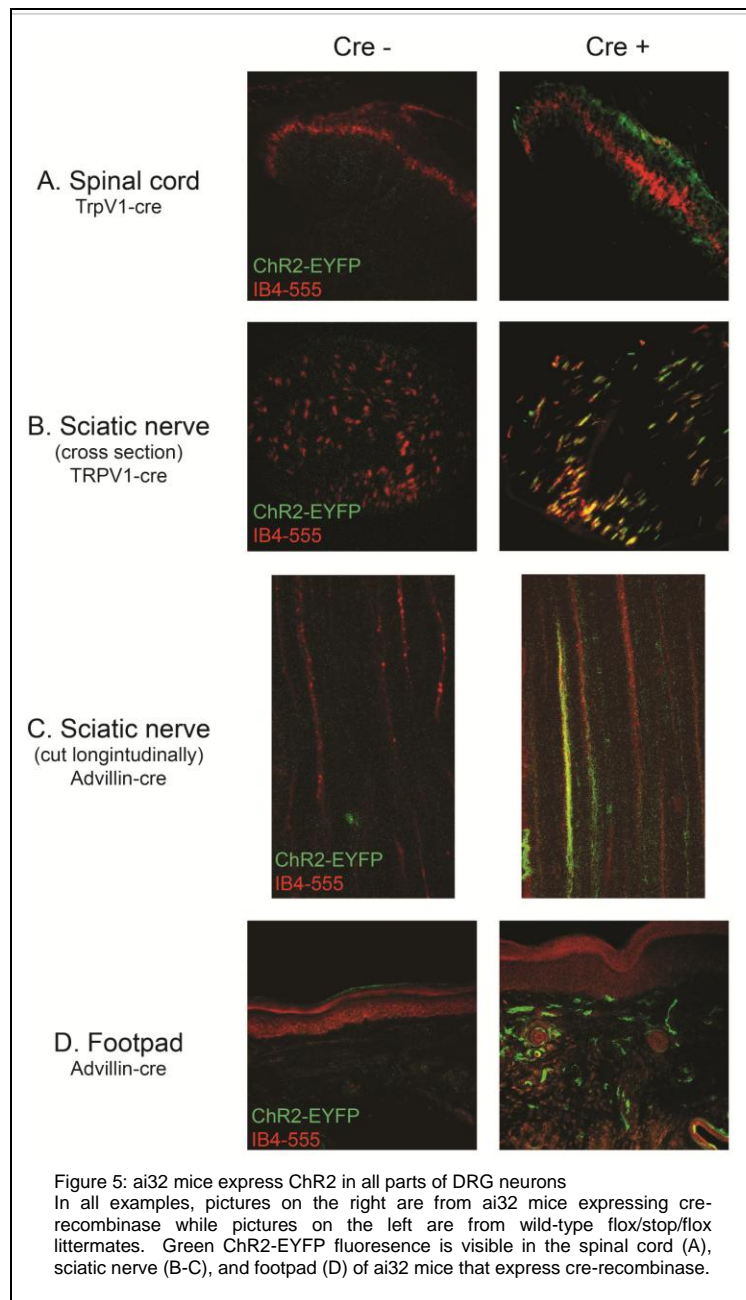 Cre -
Cre +
A. Spinal cord
TrpV1-cre
ChR2-EYFP
IB4-555
B. Sciatic nerve
(cross section)
TRPV1-cre
ChR2-EYFP
IB4-555
C. Sciatic nerve
(cut longintudinally)
Advillin-cre
ChR2-EYFP
IB4-555
D. Footpad
Advillin-cre
ChR2-EYFP
IB4-555
Figure 5: ai32 mice express ChR2 in all parts of DRG neurons
In all examples, pictures on the right are from ai32 mice expressing cre-
recombinase while pictures on the left are from wild-type flox/stop/flox
littermates. Green ChR2-EYFP fluoresence is visible in the spinal cord (A),
sciatic nerve (B-C), and footpad (D) of ai32 mice that express cre-recombinase.